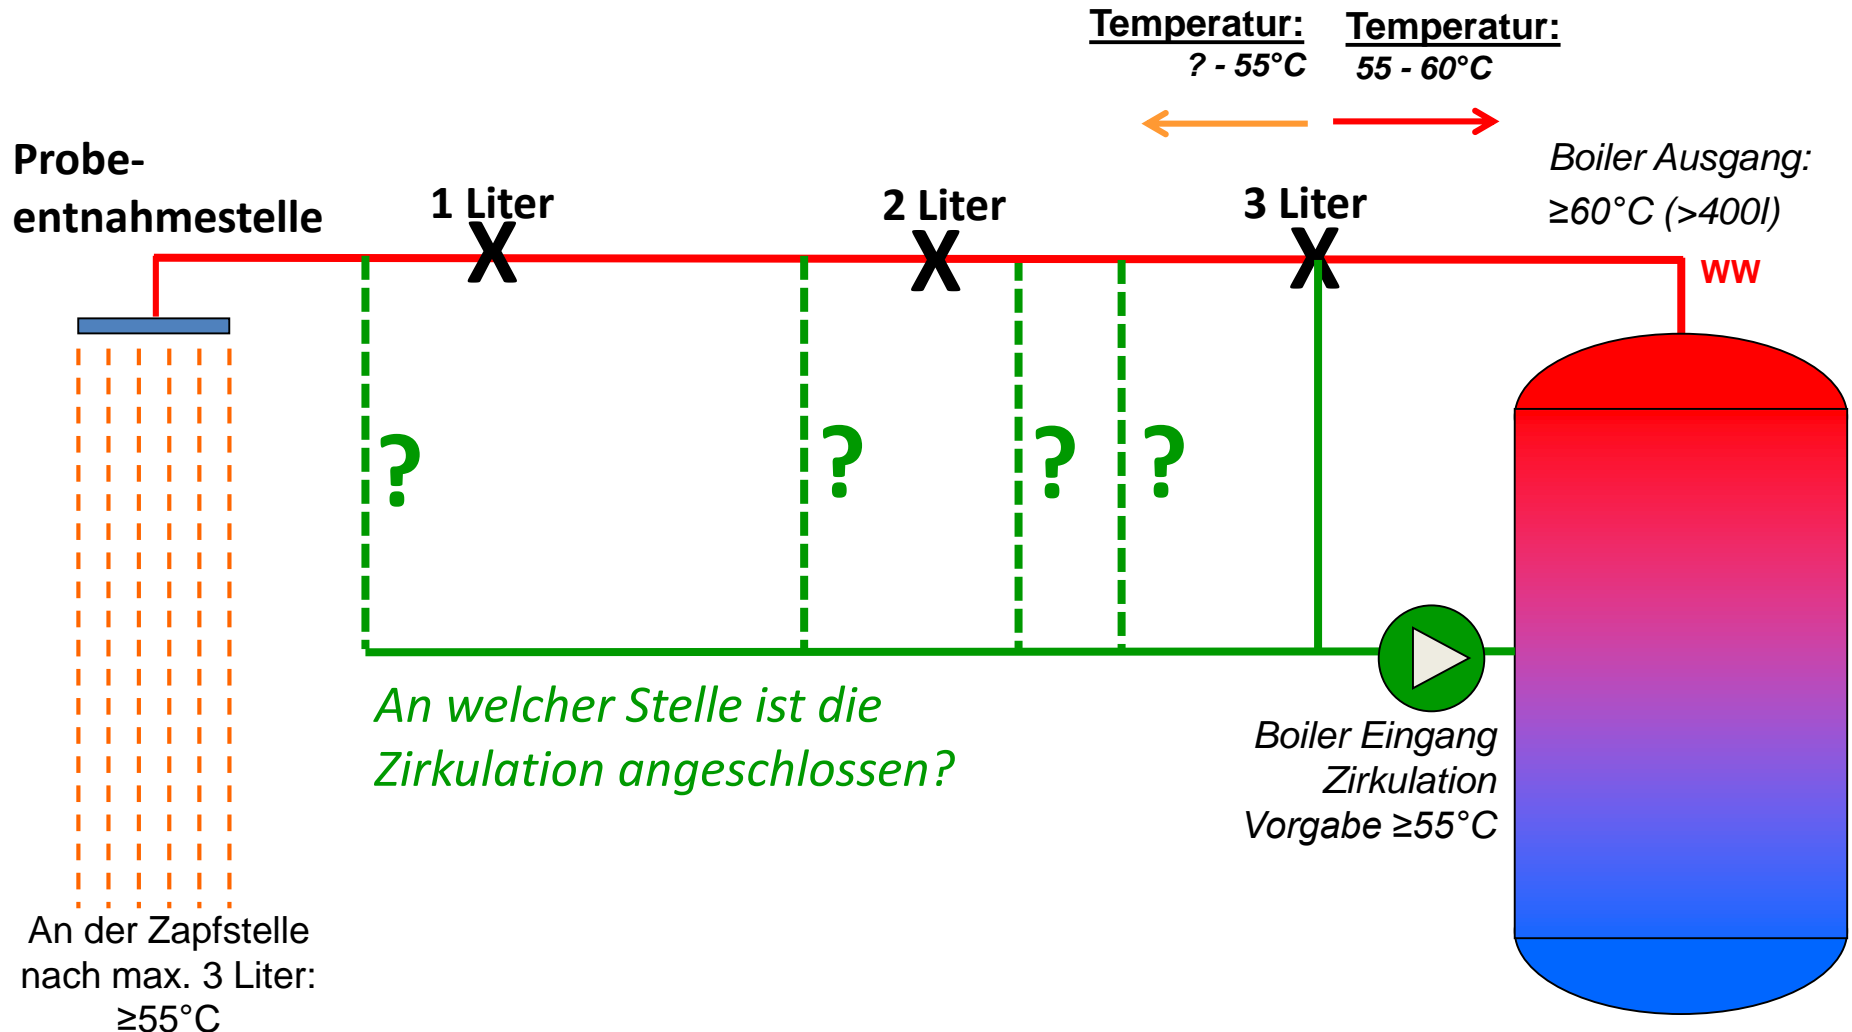 Temperatur:
? - 55°C
Temperatur:
55 - 60°C
Probe-
entnahmestelle
1 Liter
X
2 Liter
X
3 Liter
X
Boiler Ausgang:
≥60°C (>400l)
ww
?
?
?
?
An welcher Stelle ist die
Zirkulation angeschlossen?
Boiler Eingang
Zirkulation
Vorgabe ≥55°C
An der Zapfstelle
nach max. 3 Liter:
≥55°C